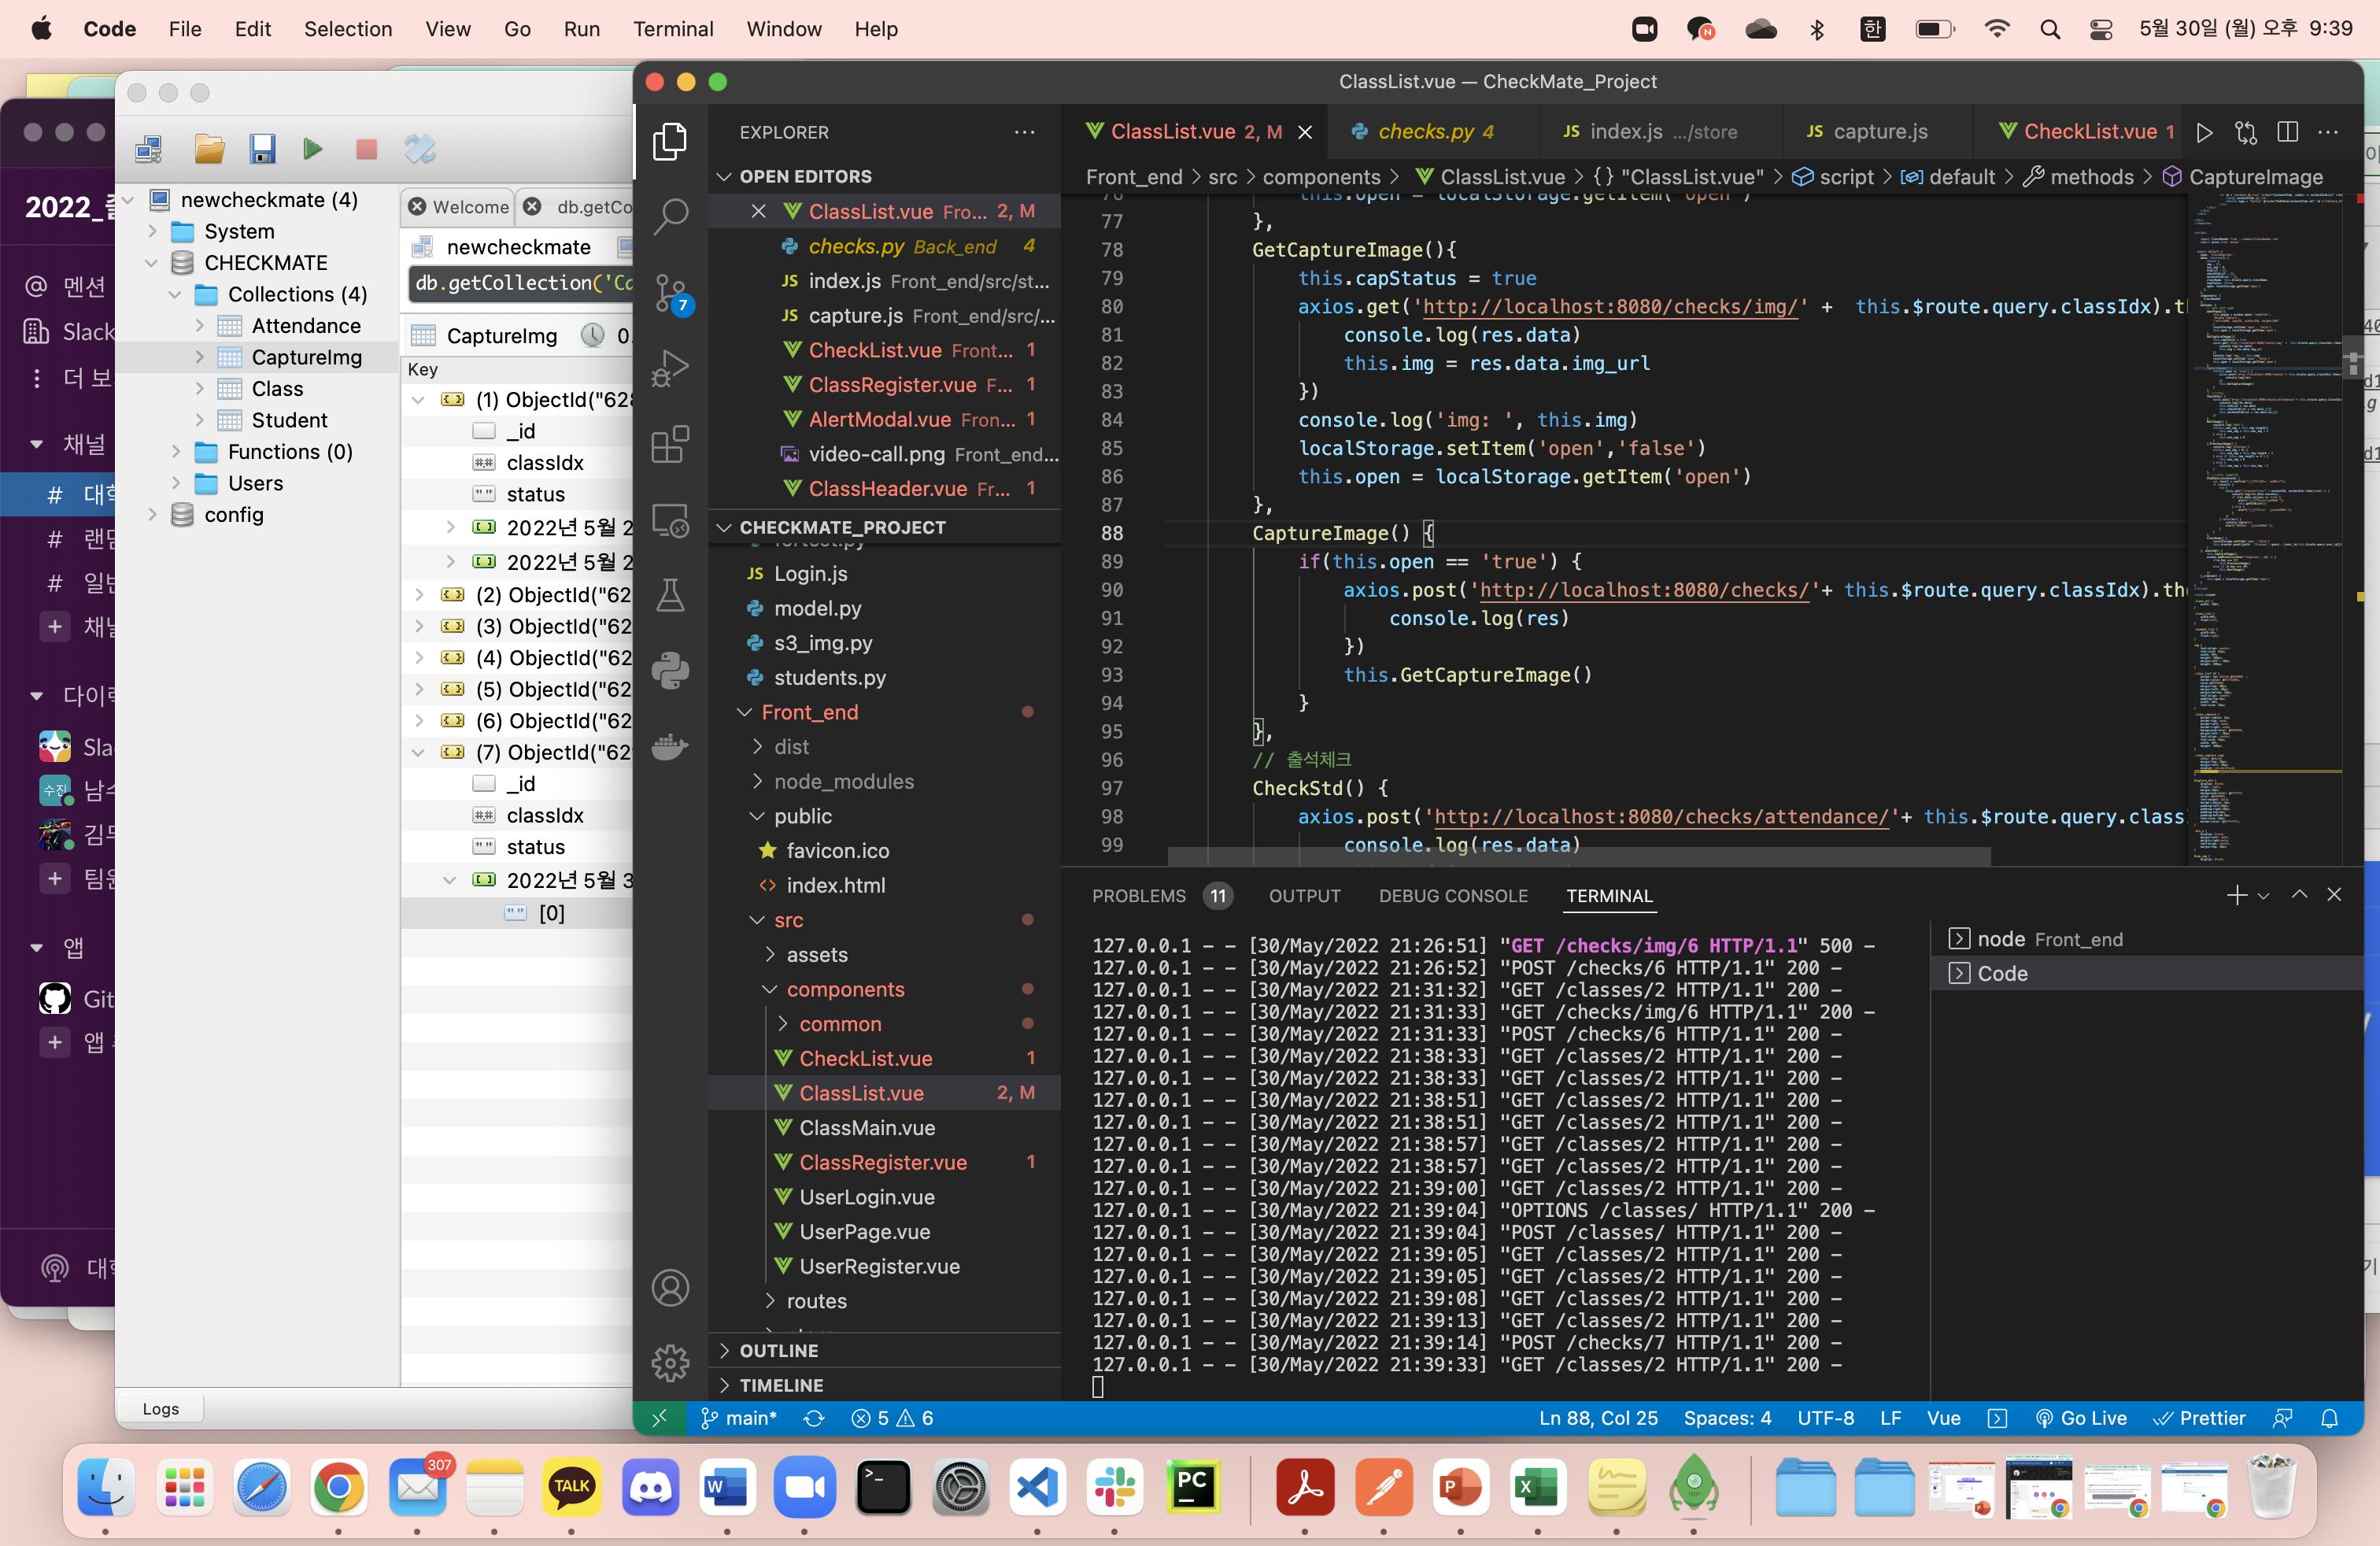 Code File Edit Selection View Go Run Terminal Window Help
한 5월 30일 (월) 오후 9:39
2022_
멘션
Slack
채널
#
#
#
Git
newcheckmate (4)
System
CHECKMATE
Collections (4)
Attendance
CaptureImg
Class
Student
Functions (0)
Users
config
Welcome
db.getCo
newcheckmate
db.getCollection('Ca
CaptureImg 0.
Key
(1) ObjectId("628
_id
classIdx
status
2022년 5월 2
2022년 5월 2
(2) ObjectId("62
(3) ObjectId("62
(4) ObjectId("62
(5) ObjectId("62
(6) ObjectId("62
(7) ObjectId("62
_id
classIdx
status
2022년 5월 3
[0]
Logs
ClassList.vue — CheckMate_Project
EXPLORER
OPEN EDITORS
ClassList.vue Fro... 2, M
checks.py Back_end 4
index.js Front_end/src/st...
capture.js Front_end/src/...
CheckList.vue Front... 1
ClassRegister.vue F... 1
AlertModal.vue Fron... 1
video-call.png Front_end...
ClassHeader.vue Fr... 1
7
CHECKMATE_PROJECT
Login.js
model.py
s3_img.py
students.py
Front_end
dist
node_modules
public
favicon.ico
index.html
src
assets
components
common
CheckList.vue 1
ClassList.vue 2, M
ClassMain.vue
ClassRegister.vue 1
UserLogin.vue
UserPage.vue
UserRegister.vue
routes
OUTLINE
TIMELINE
ClassList.vue 2, M
checks.py 4
index.js .../store
capture.js
CheckList.vue 1
Front_end > src > components > ClassList.vue > {} "ClassList.vue" > script > default > methods > CaptureImage
76 this.open = localStorage.getItem('open')
77 },
78 GetCaptureImage(){
79 this.capStatus = true
80 axios.get('http://localhost:8080/checks/img/' + this.$route.query.classIdx).th
81 console.log(res.data)
82 this.img = res.data.img_url
83 })
84 console.log('img: ', this.img)
85 localStorage.setItem('open','false')
86 this.open = localStorage.getItem('open')
87 },
88 CaptureImage() {
89 if(this.open == 'true') {
90 axios.post('http://localhost:8080/checks/'+ this.$route.query.classIdx).th
91 console.log(res)
92 })
93 this.GetCaptureImage()
94 }
95 },
96 // 출석체크
97 CheckStd() {
98 axios.post('http://localhost:8080/checks/attendance/'+ this.$route.query.class
99 console.log(res.data)
PROBLEMS 11 OUTPUT DEBUG CONSOLE TERMINAL
127.0.0.1 - - [30/May/2022 21:26:51] "GET /checks/img/6 HTTP/1.1" 500 -
127.0.0.1 - - [30/May/2022 21:26:52] "POST /checks/6 HTTP/1.1" 200 -
127.0.0.1 - - [30/May/2022 21:31:32] "GET /classes/2 HTTP/1.1" 200 -
127.0.0.1 - - [30/May/2022 21:31:33] "GET /checks/img/6 HTTP/1.1" 200 -
127.0.0.1 - - [30/May/2022 21:31:33] "POST /checks/6 HTTP/1.1" 200 -
127.0.0.1 - - [30/May/2022 21:38:33] "GET /classes/2 HTTP/1.1" 200 -
127.0.0.1 - - [30/May/2022 21:38:33] "GET /classes/2 HTTP/1.1" 200 -
127.0.0.1 - - [30/May/2022 21:38:51] "GET /classes/2 HTTP/1.1" 200 -
127.0.0.1 - - [30/May/2022 21:38:51] "GET /classes/2 HTTP/1.1" 200 -
127.0.0.1 - - [30/May/2022 21:38:57] "GET /classes/2 HTTP/1.1" 200 -
127.0.0.1 - - [30/May/2022 21:38:57] "GET /classes/2 HTTP/1.1" 200 -
127.0.0.1 - - [30/May/2022 21:39:00] "GET /classes/2 HTTP/1.1" 200 -
127.0.0.1 - - [30/May/2022 21:39:04] "OPTIONS /classes/ HTTP/1.1" 200 -
127.0.0.1 - - [30/May/2022 21:39:04] "POST /classes/ HTTP/1.1" 200 -
127.0.0.1 - - [30/May/2022 21:39:05] "GET /classes/2 HTTP/1.1" 200 -
127.0.0.1 - - [30/May/2022 21:39:05] "GET /classes/2 HTTP/1.1" 200 -
127.0.0.1 - - [30/May/2022 21:39:08] "GET /classes/2 HTTP/1.1" 200 -
127.0.0.1 - - [30/May/2022 21:39:13] "GET /classes/2 HTTP/1.1" 200 -
127.0.0.1 - - [30/May/2022 21:39:14] "POST /checks/7 HTTP/1.1" 200 -
127.0.0.1 - - [30/May/2022 21:39:33] "GET /classes/2 HTTP/1.1" 200 -
node Front_end
Code
main* 5 6 Ln 88, Col 25 Spaces: 4 UTF-8 LF Vue Go Live Prettier
307
TALK
PC